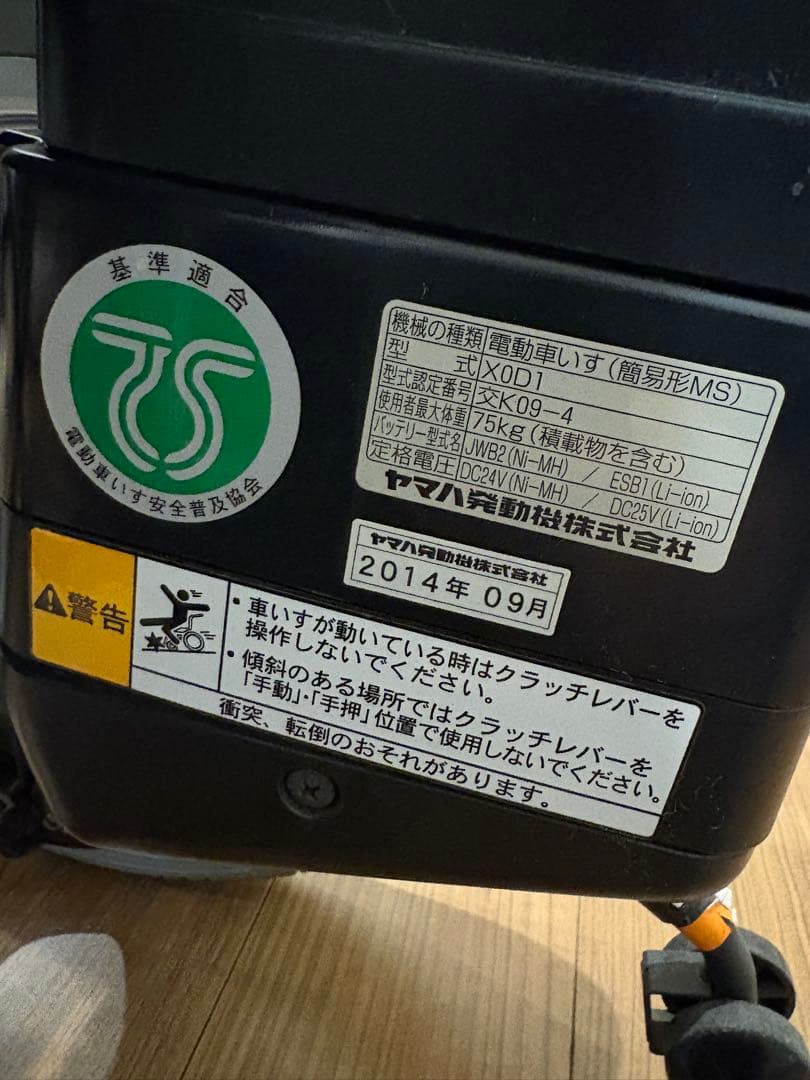 基準適合
TS
電動車いす安全普及協会
機械の種類 電動車いす(簡易形MS)
型式 X0D1
型式認定番号 交K09-4
使用者最大体重 75kg(積載物を含む)
バッテリー型式名 JWB2(Ni-MH) / ESB1(Li-ion)
定格電圧 DC24V(Ni-MH) / DC25V(Li-ion)
ヤマハ発動機株式会社
ヤマハ発動機株式会社
2014年 09月
警告
・車いすが動いている時はクラッチレバーを
操作しないでください。
・傾斜のある場所ではクラッチレバーを
「手動」・「手押」位置で使用しないでください。
衝突、転倒のおそれがあります。